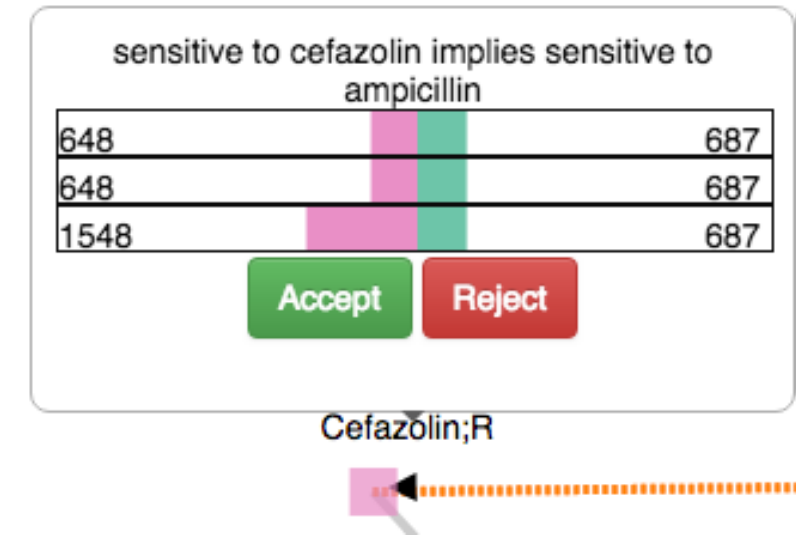 sensitive to cefazolin implies sensitive to
ampicillin
648 687
648 687
1548 687
Accept Reject
Cefazolin;R